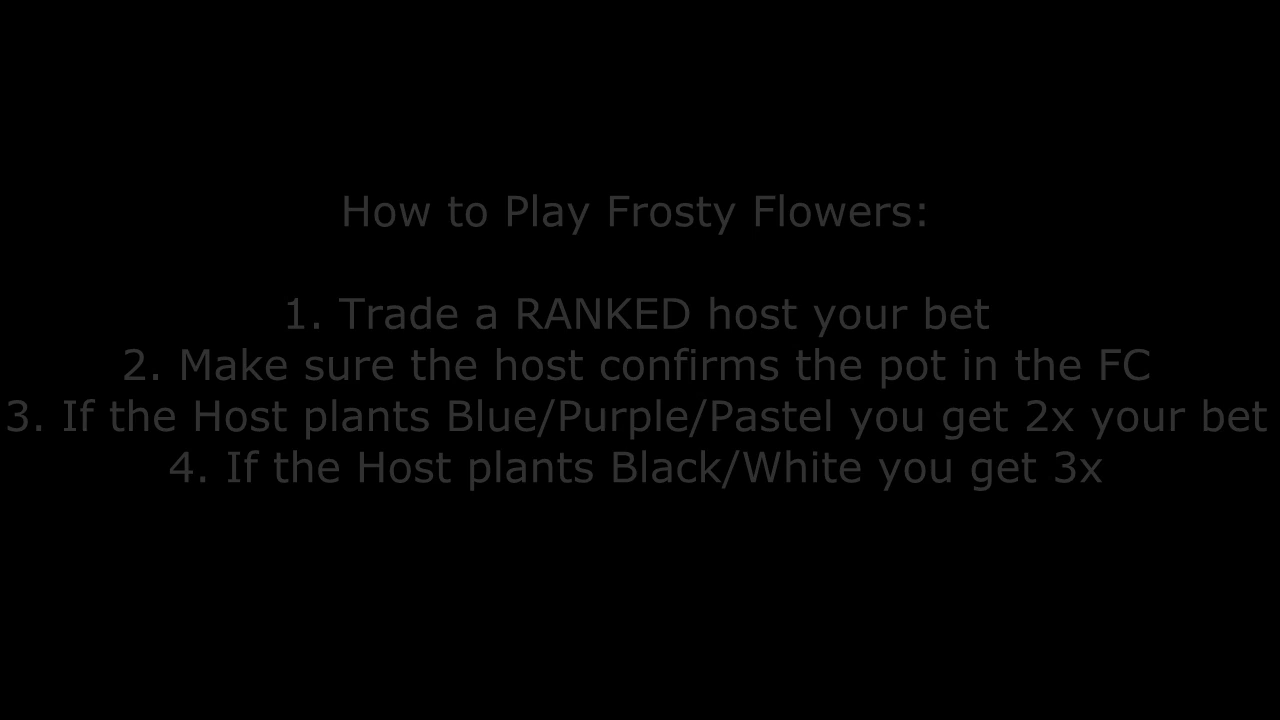 How to Play Frosty Flowers:
1. Trade a RANKED host your bet
2. Make sure the host confirms the pot in the FC
3. If the Host plants Blue/Purple/Pastel you get 2x your bet
4. If the Host plants Black/White you get 3x